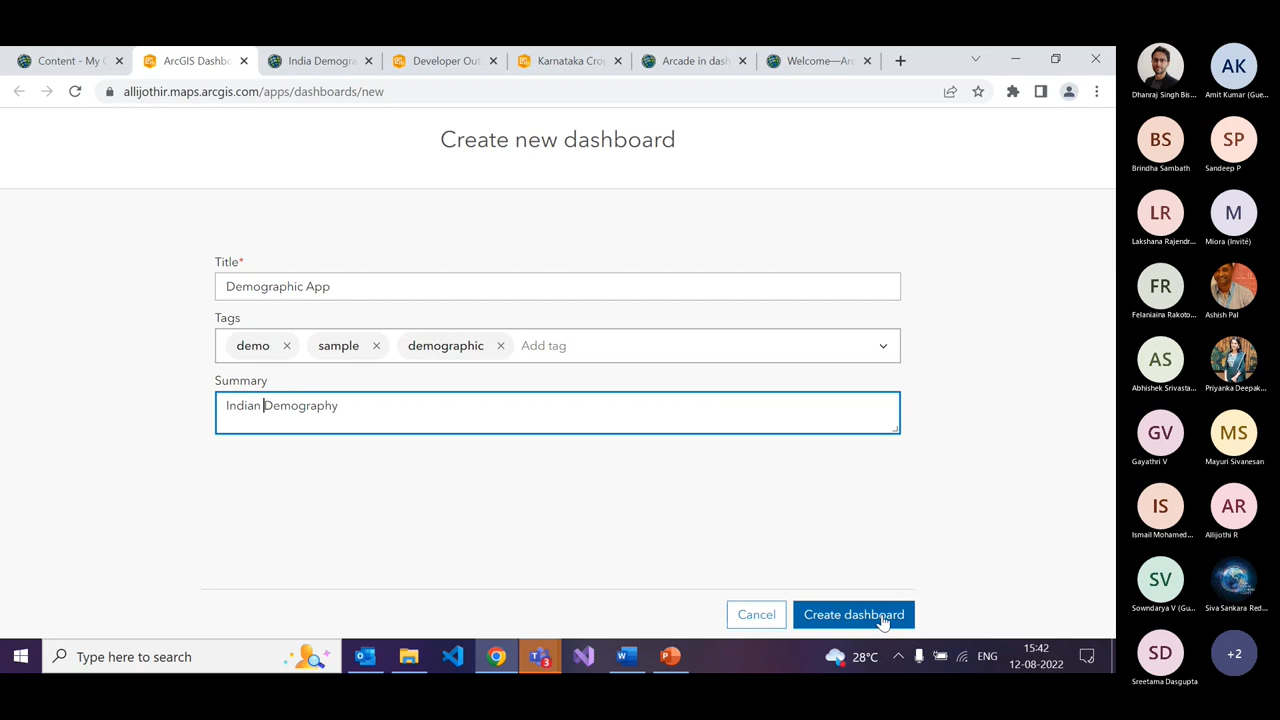 Content - My C
ArcGIS Dashbo
India Demogra
Developer Out
Karnataka Crop
Arcade in dash
Welcome—Arc
allijothir.maps.arcgis.com/apps/dashboards/new
Create new dashboard
Title*
Demographic App
Tags
demo
sample
demographic
Add tag
Summary
Indian Demography
Cancel
Create dashboard
Type here to search
3
28°C
ENG
15:42
12-08-2022
Dhanraj Singh Bis...
AK
Amit Kumar (Gue...
BS
Brindha Sambath
SP
Sandeep P
LR
Lakshana Rajendr...
M
Miora (Invité)
FR
Felaniaina Rakoto...
Ashish Pal
AS
Abhishek Srivasta...
Priyanka Deepak...
GV
Gayathri V
MS
Mayuri Sivanesan
IS
Ismail Mohamed...
AR
Allijothi R
SV
Sowndarya V (Gu...
Siva Sankara Red...
SD
Sreetama Dasgupta
+2